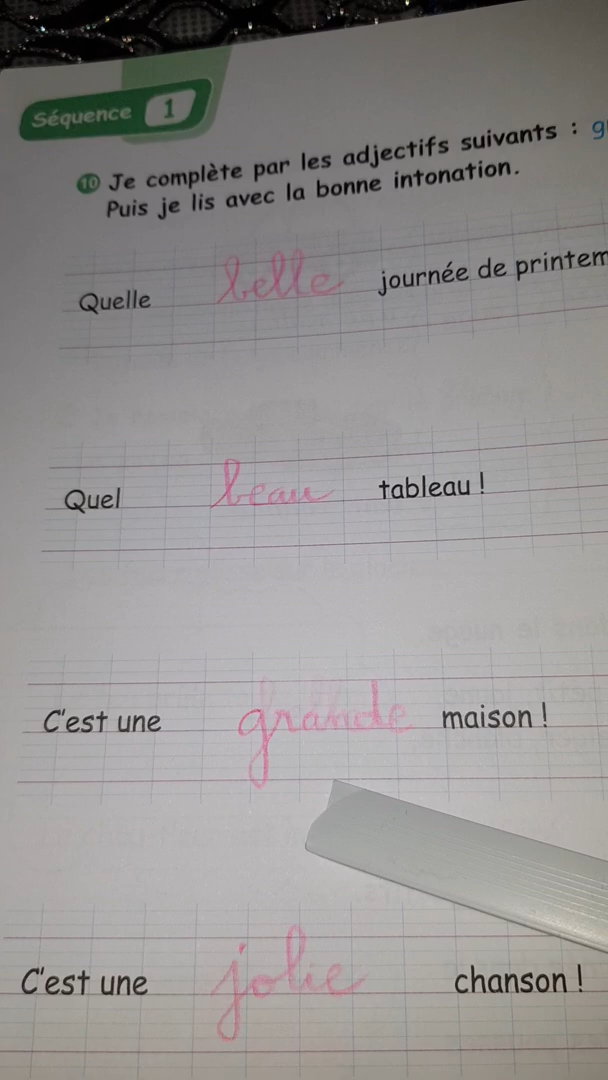 Séquence 1
10 Je complète par les adjectifs suivants :
Puis je lis avec la bonne intonation.
Quelle belle journée de printem
Quel beau tableau !
C'est une grande maison !
C'est une jolie chanson !